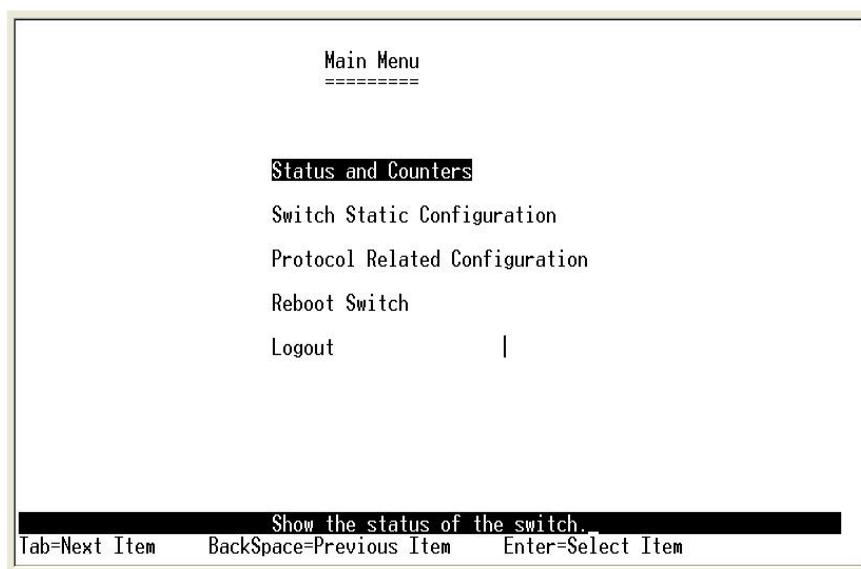 Main Menu
=========
Status and Counters
Switch Static Configuration
Protocol Related Configuration
Reboot Switch
Logout
Show the status of the switch._
Tab=Next Item BackSpace=Previous Item Enter=Select Item